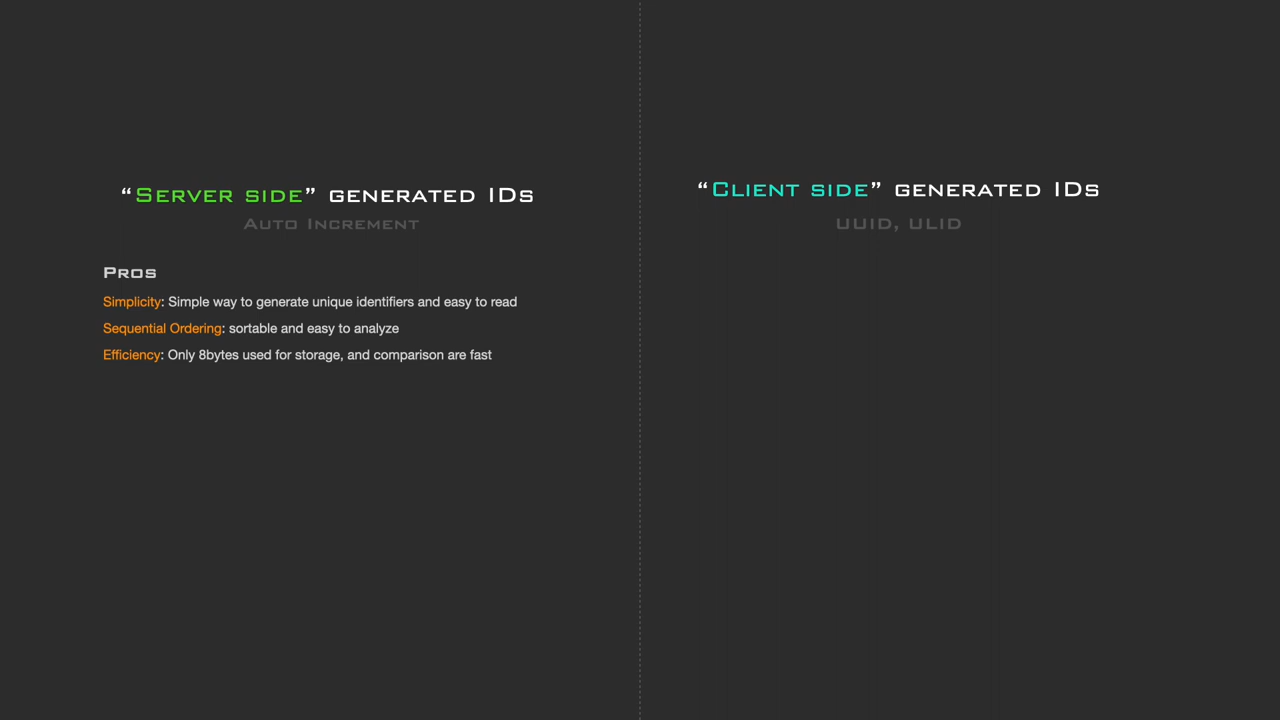 “Server side” generated IDs
Auto Increment
Pros
Simplicity: Simple way to generate unique identifiers and easy to read
Sequential Ordering: sortable and easy to analyze
Efficiency: Only 8bytes used for storage, and comparison are fast
“Client side” generated IDs
UUID, ULID